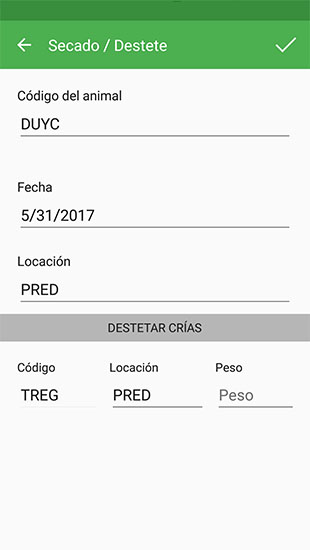 Secado / Destete
Código del animal
DUYC
Fecha
5/31/2017
Locación
PRED
DESTETAR CRÍAS
Código Locación Peso
TREG PRED Peso